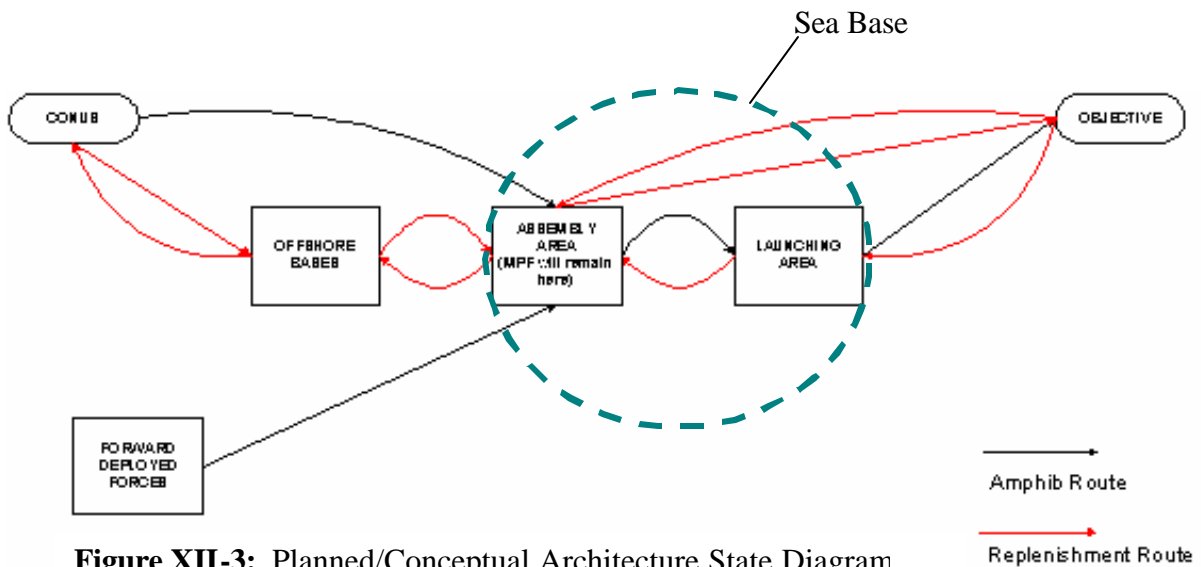 Sea Base
CONUS
OBJECTIVE
OFFSHORE
BASES
ASSEMBLY
AREA
(MPF will remain
here)
LAUNCHING
AREA
FORWARD
DEPLOYED
FORCES
Amphib Route
Replenishment Route
Figure XII-3: Planned/Conceptual Architecture State Diagram